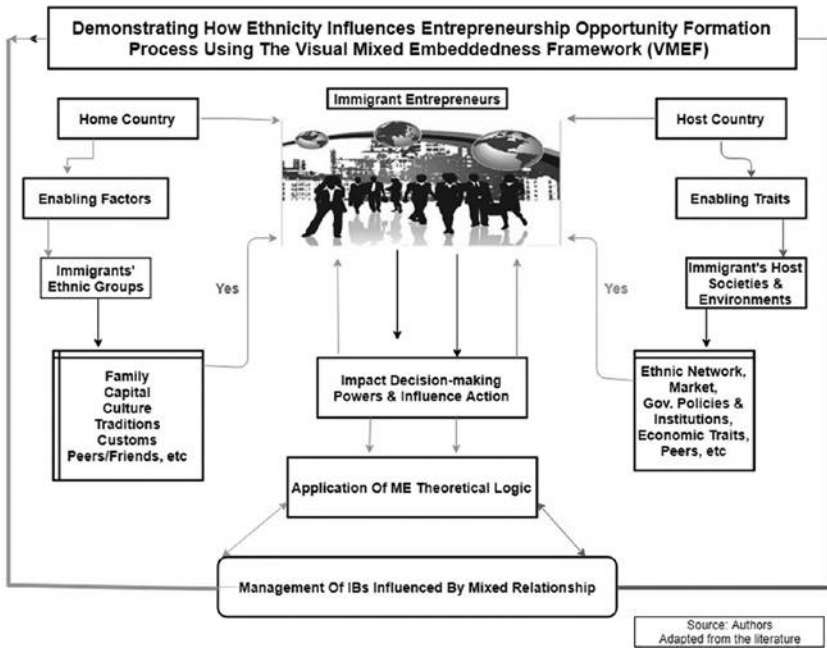 Demonstrating How Ethnicity Influences Entrepreneurship Opportunity Formation
Process Using The Visual Mixed Embeddedness Framework (VMEF)
Immigrant Entrepreneurs
Home Country
Host Country
Enabling Factors
Enabling Traits
Immigrants'
Ethnic Groups
Immigrant's Host
Societies &
Environments
Yes
Yes
Family
Capital
Culture
Traditions
Customs
Peers/Friends, etc
Impact Decision-making
Powers & Influence Action
Ethnic Network,
Market,
Gov. Policies &
Institutions,
Economic Traits,
Peers, etc
Application Of ME Theoretical Logic
Management Of IBs Influenced By Mixed Relationship
Source: Authors
Adapted from the literature